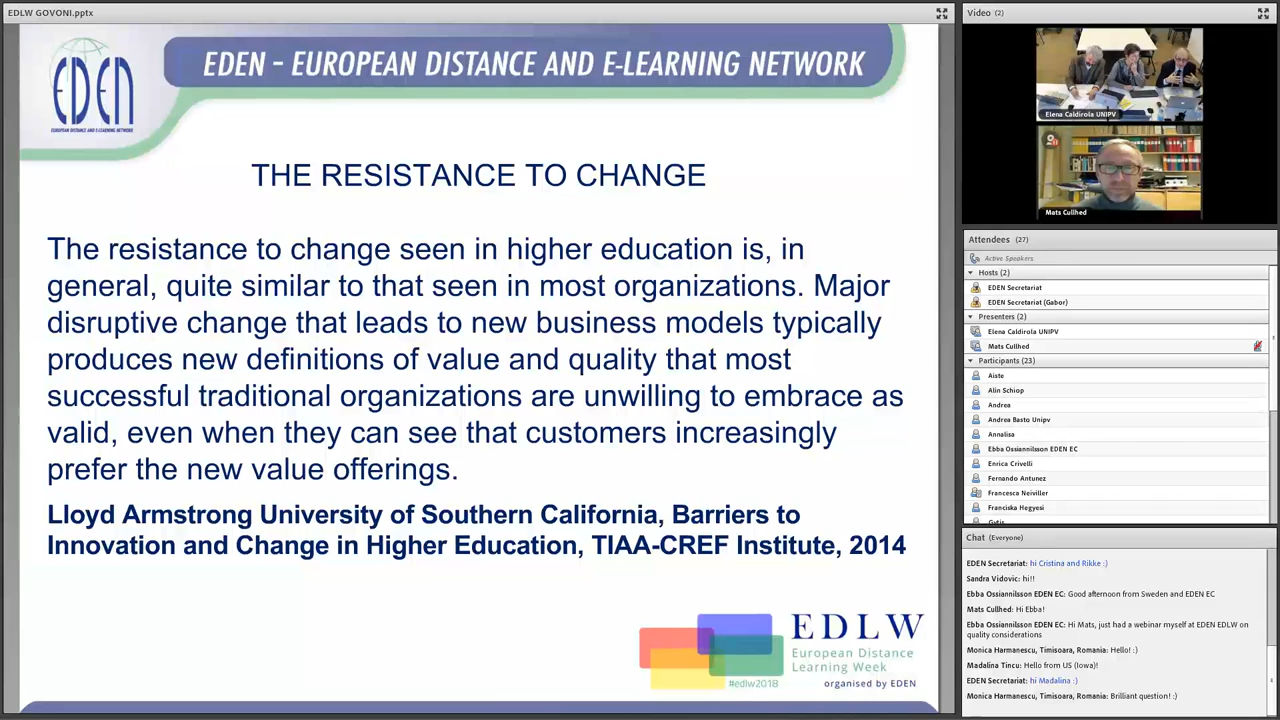 EDLW GOVONI.pptx
EDEN
EUROPEAN DISTANCE AND E-LEARNING NETWORK
EDEN - EUROPEAN DISTANCE AND E-LEARNING NETWORK
THE RESISTANCE TO CHANGE
The resistance to change seen in higher education is, in
general, quite similar to that seen in most organizations. Major
disruptive change that leads to new business models typically
produces new definitions of value and quality that most
successful traditional organizations are unwilling to embrace as
valid, even when they can see that customers increasingly
prefer the new value offerings.
Lloyd Armstrong University of Southern California, Barriers to
Innovation and Change in Higher Education, TIAA-CREF Institute, 2014
EDLW
European Distance
Learning Week
#edlw2018
organised by EDEN
Video (2)
Elena Caldirola UNIPV
Mats Cullhed
Attendees (27)
Active Speakers
Hosts (2)
EDEN Secretariat
EDEN Secretariat (Gabor)
Presenters (2)
Elena Caldirola UNIPV
Mats Cullhed
Participants (23)
Aiste
Alin Schiop
Andrea
Andrea Basto Unipv
Annalisa
Ebba Ossiannilsson EDEN EC
Enrica Crivelli
Fernando Antunez
Francesca Neiviller
Franciska Hegyesi
Gytis
Chat (Everyone)
EDEN Secretariat: hi Cristina and Rikke :)
Sandra Vidovic: hi!!
Ebba Ossiannilsson EDEN EC: Good afternoon from Sweden and EDEN EC
Mats Cullhed: Hi Ebba!
Ebba Ossiannilsson EDEN EC: Hi Mats, just had a webinar myself at EDEN EDLW on
quality considerations
Monica Harmanescu, Timisoara, Romania: Hello! :)
Madalina Tincu: Hello from US (Iowa)!
EDEN Secretariat: hi Madalina :)
Monica Harmanescu, Timisoara, Romania: Brilliant question! :)